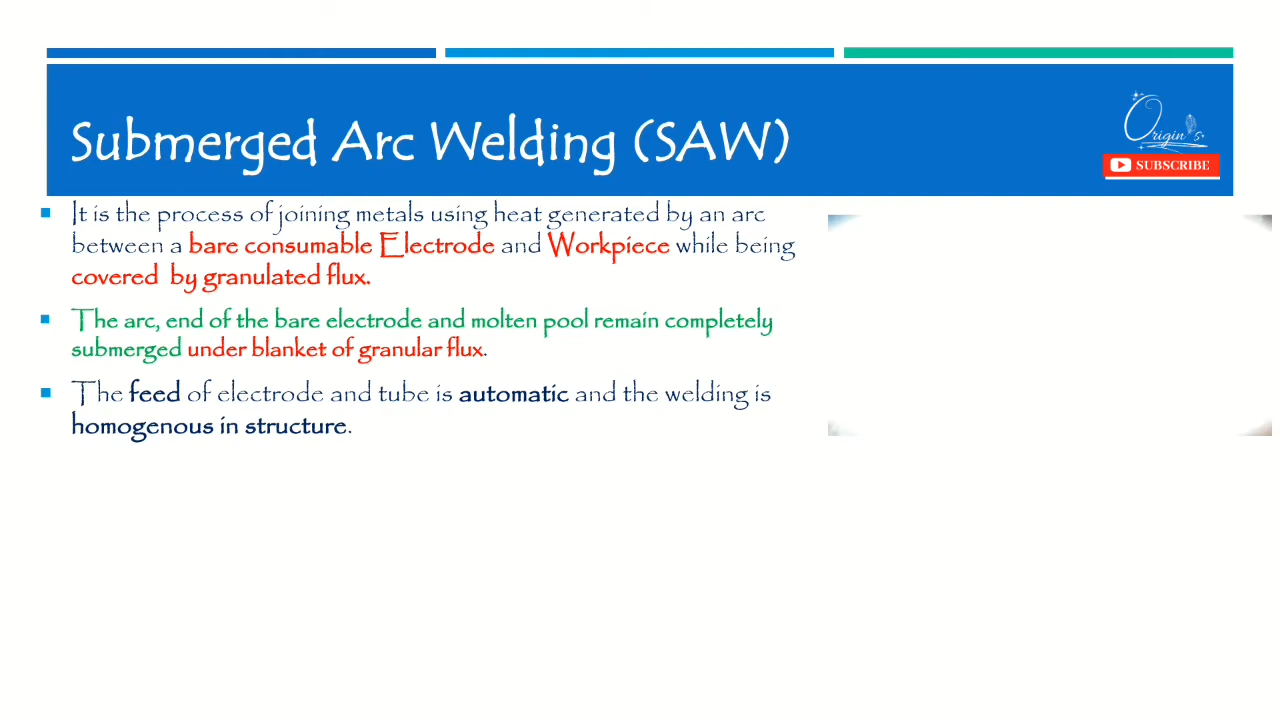 Submerged Arc Welding (SAW)
Origin's
SUBSCRIBE
It is the process of joining metals using heat generated by an arc
between a bare consumable Electrode and Workpiece while being
covered by granulated flux.
The arc, end of the bare electrode and molten pool remain completely
submerged under blanket of granular flux.
The feed of electrode and tube is automatic and the welding is
homogenous in structure.